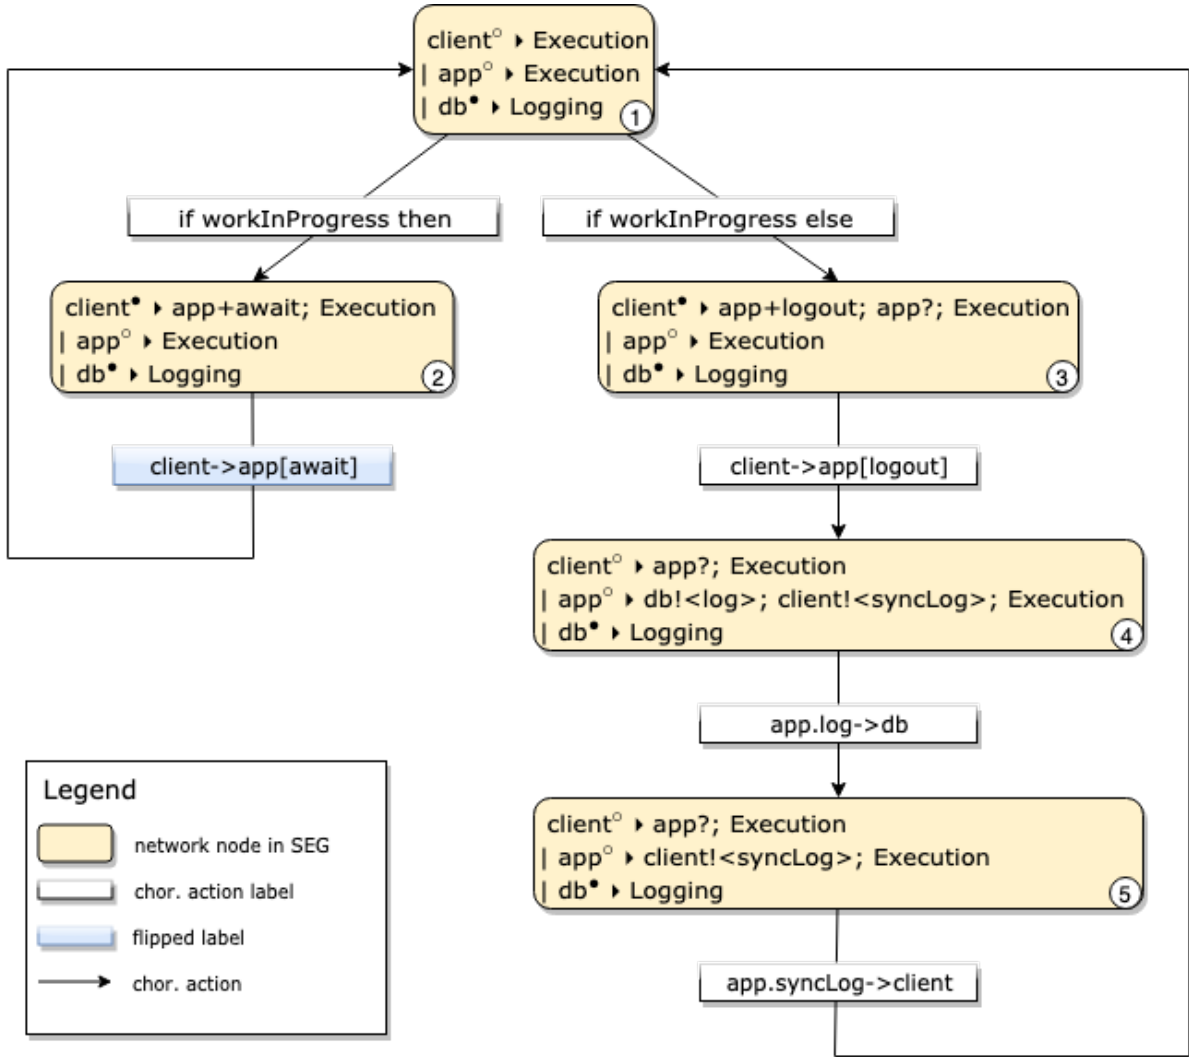 client○ ▸ Execution
| app○ ▸ Execution
| db● ▸ Logging
1
if workInProgress then
if workInProgress else
client● ▸ app+await; Execution
| app○ ▸ Execution
| db● ▸ Logging
2
client● ▸ app+logout; app?; Execution
| app○ ▸ Execution
| db● ▸ Logging
3
client->app[await]
client->app[logout]
client○ ▸ app?; Execution
| app○ ▸ db!<log>; client!<syncLog>; Execution
| db● ▸ Logging
4
app.log->db
client○ ▸ app?; Execution
| app○ ▸ client!<syncLog>; Execution
| db● ▸ Logging
5
app.syncLog->client
Legend
network node in SEG
chor. action label
flipped label
chor. action